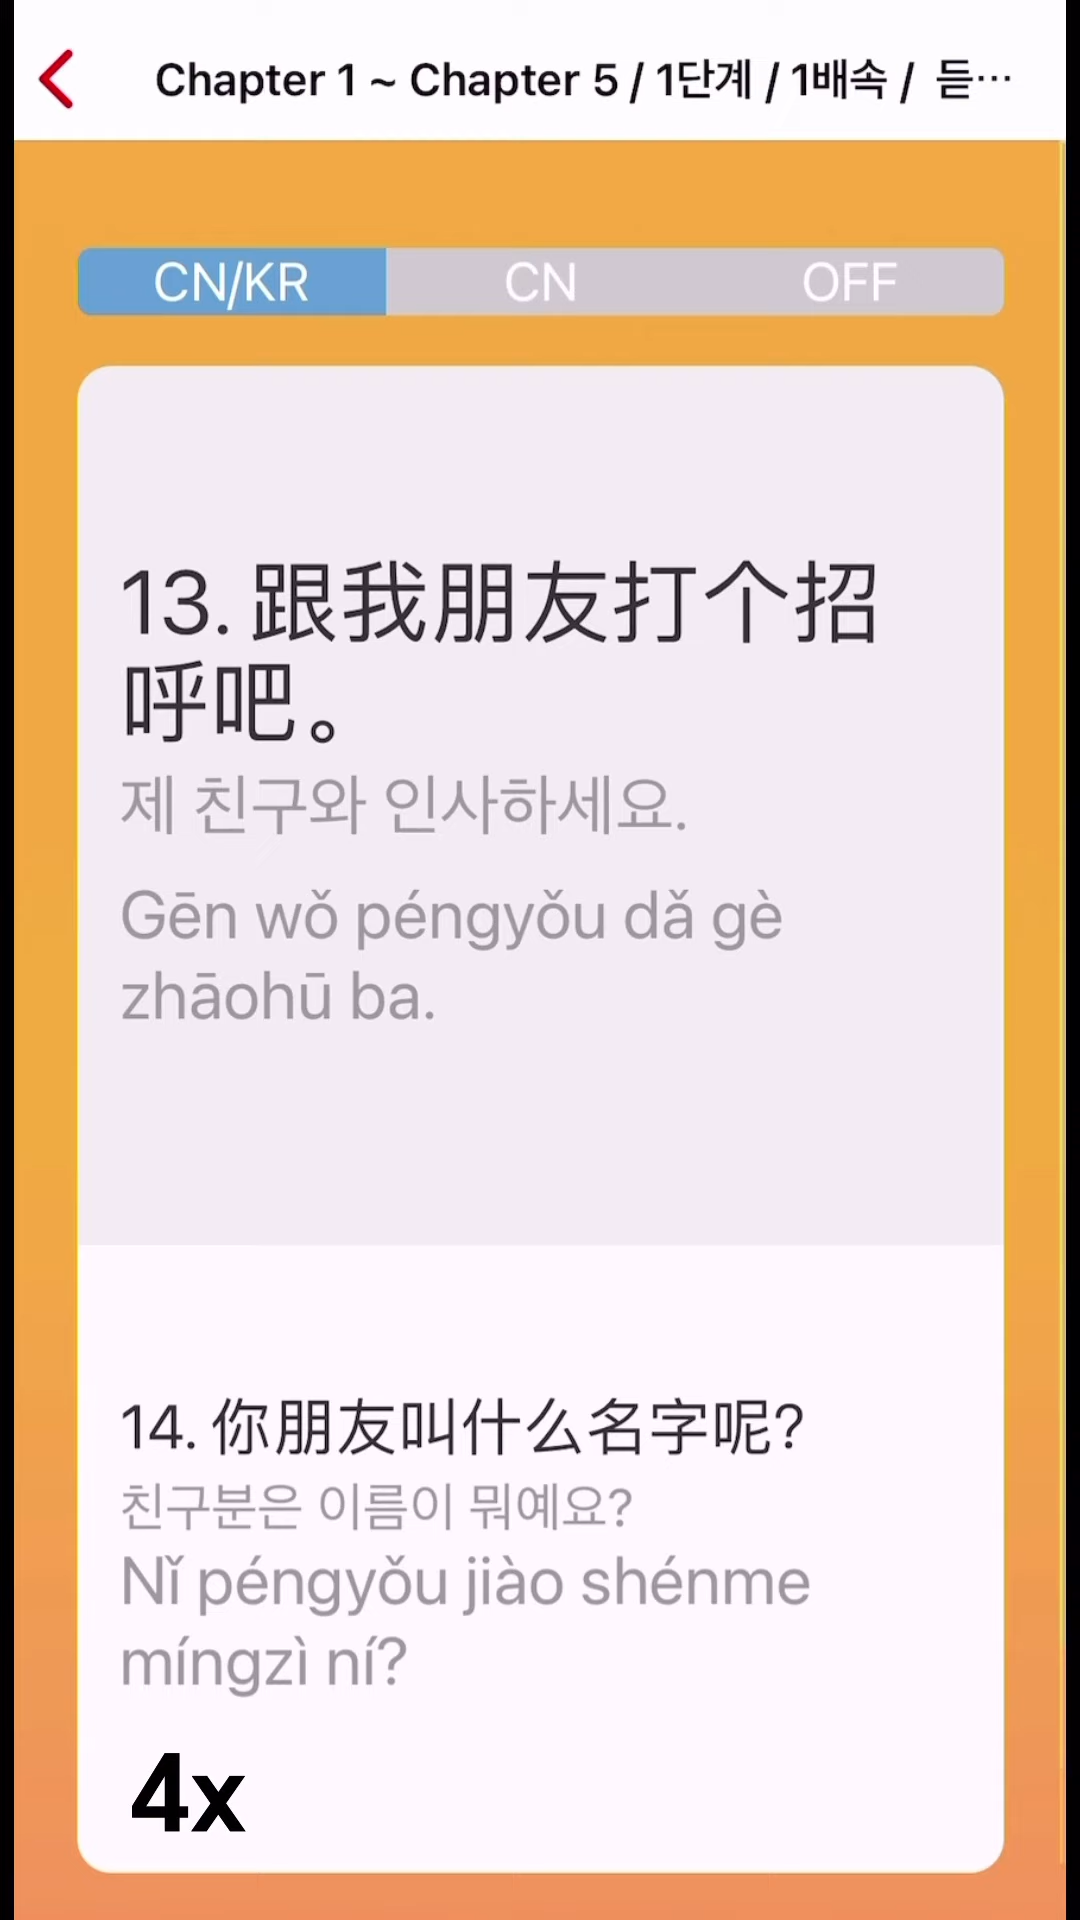 Chapter 1 ~ Chapter 5 / 1단계 / 1배속 / 듣…
CN/KR CN OFF
13. 跟我朋友打个招
呼吧。
제 친구와 인사하세요.
Gēn wǒ péngyǒu dǎ gè
zhāohū ba.
14. 你朋友叫什么名字呢?
친구분은 이름이 뭐예요?
Nǐ péngyǒu jiào shénme
míngzì ní?
4x